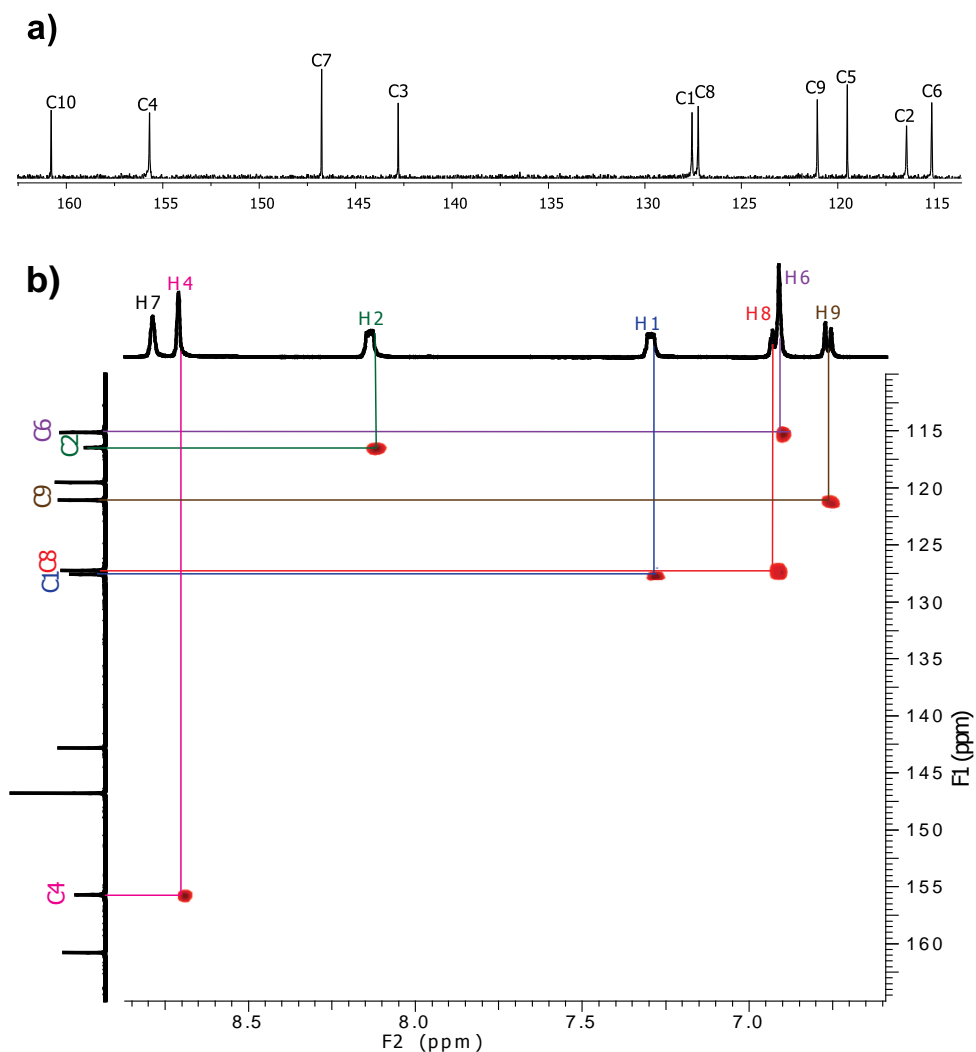 a)
C10 C4 C7 C3 C1 C8 C9 C5 C2 C6
160 155 150 145 140 135 130 125 120 115
b)
H7 H4 H2 H1 H8 H6 H9
C6
C2
C9
C8
C1
C4
115
120
125
130
135
140
145
150
155
160
F1 (ppm)
8.5 8.0 7.5 7.0
F2 (ppm)